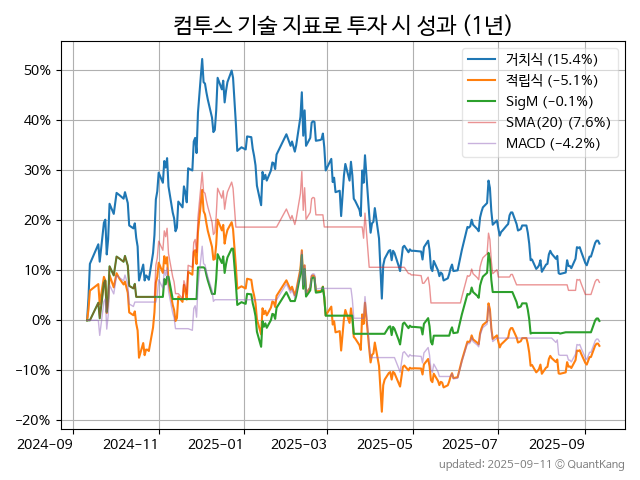 컴투스 기술 지표로 투자 시 성과 (1년)
거치식 (15.4%)
적립식 (−5.1%)
SigM (−0.1%)
SMA(20) (7.6%)
MACD (−4.2%)
50%
40%
30%
20%
10%
0%
−10%
−20%
2024-09 2024-11 2025-01 2025-03 2025-05 2025-07 2025-09
updated: 2025-09-11 © QuantKang